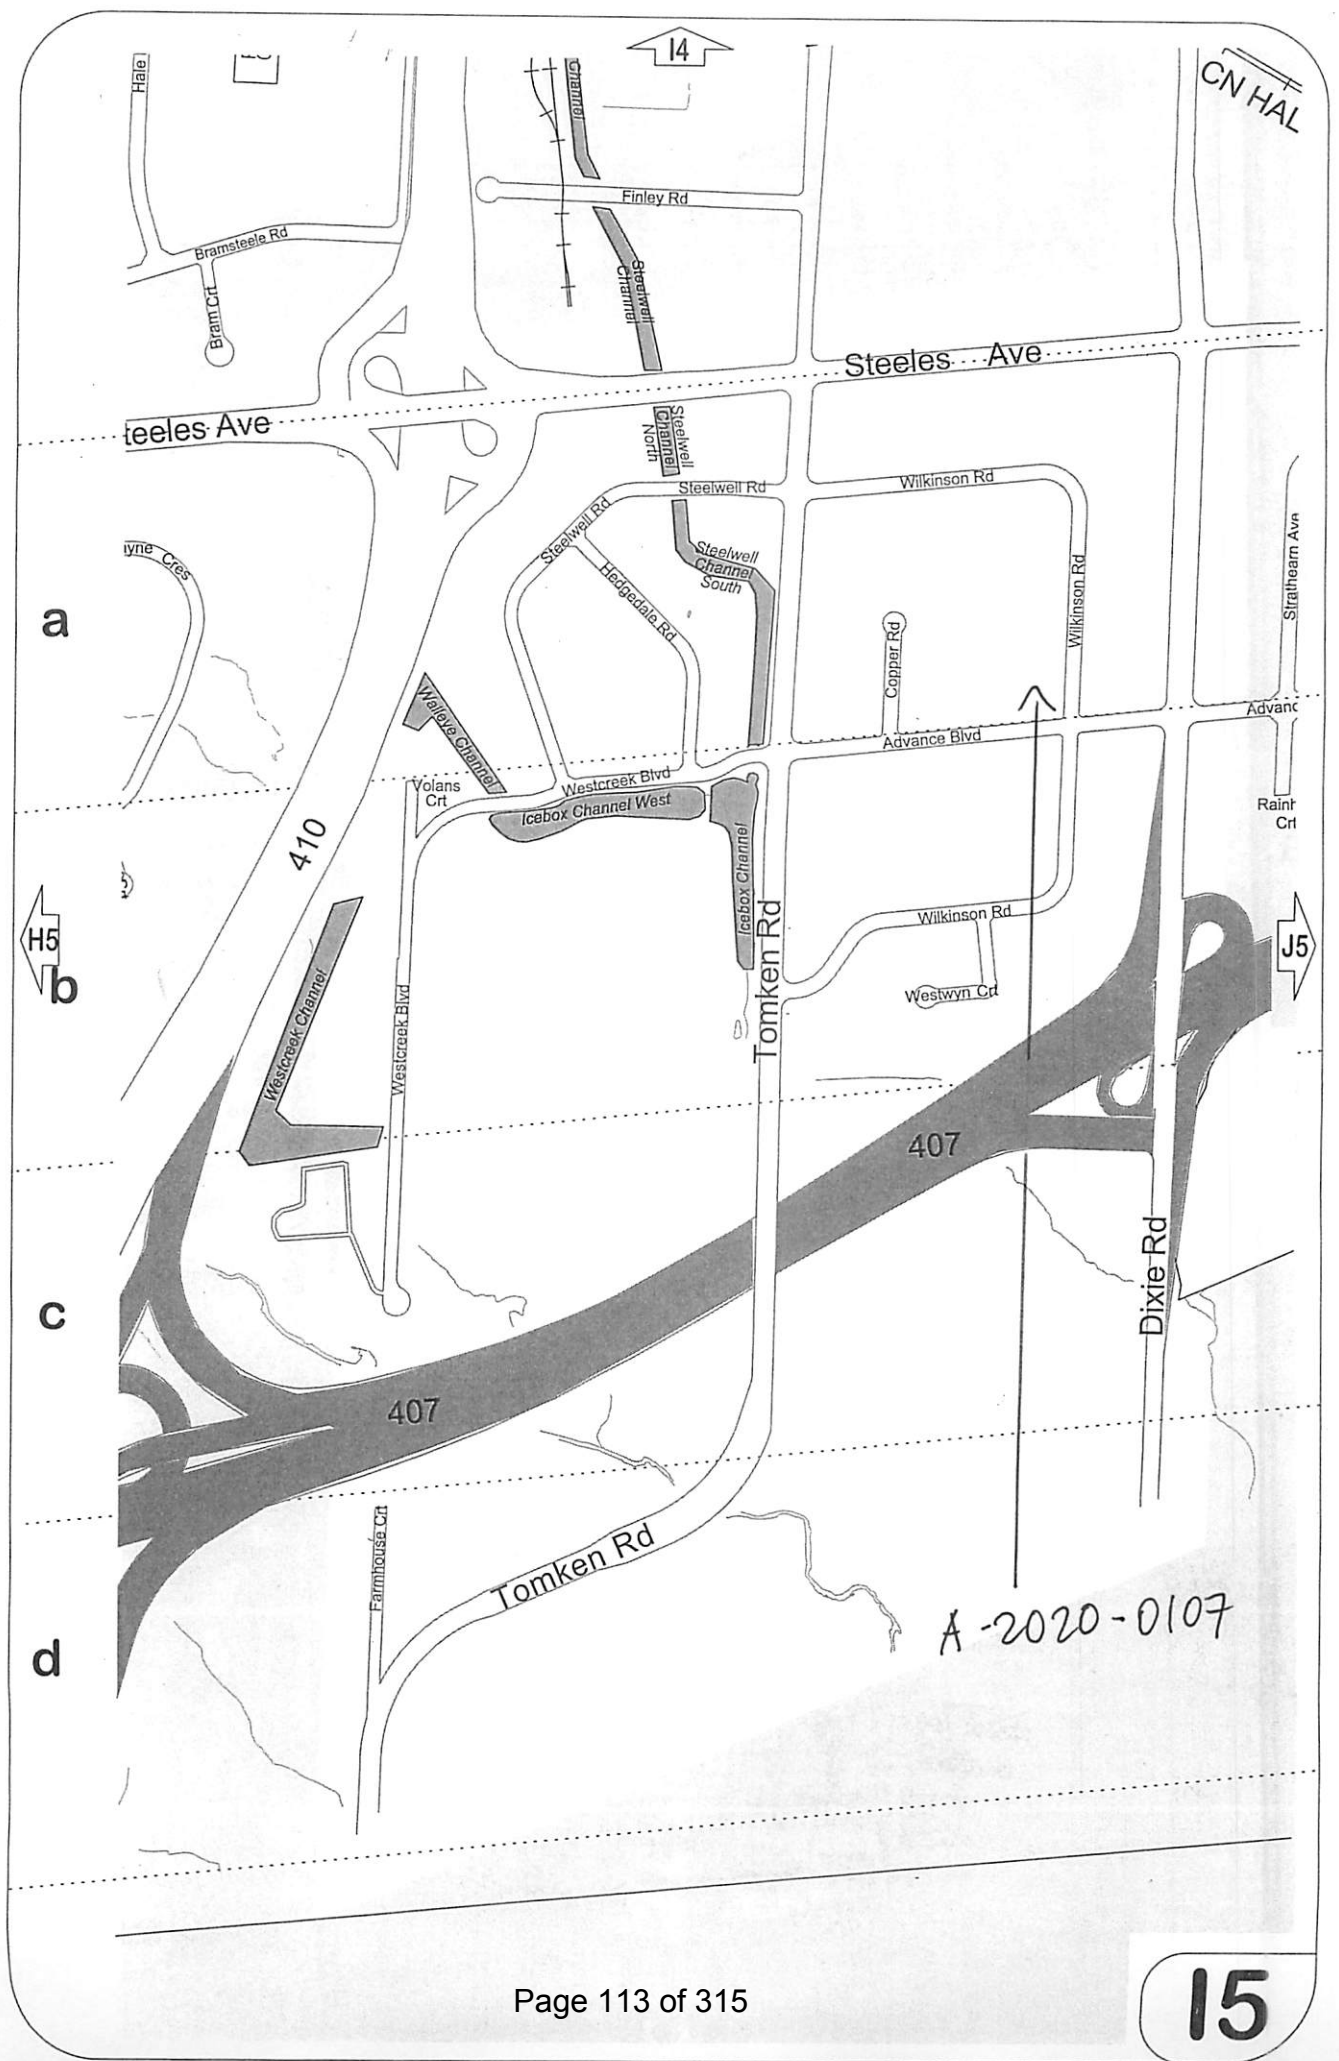 I4
CN HAL
Hale
Channel
Finley Rd
Bramsteele Rd
Bram Crt
Steelwell
Channel
Steeles Ave
teeles Ave
Steelwell
Channel
North
Steelwell Rd
Wilkinson Rd
Steelwell Rd
yne Cres
Steelwell
Channel
South
Hedgedale Rd
Wilkinson Rd
Strathearn Ave
a
Copper Rd
Walleye Channel
Advanc
Advance Blvd
Volans
Crt
Westcreek Blvd
Icebox Channel West
Rainh
Crt
410
Icebox Channel
Tomken Rd
Wilkinson Rd
H5
J5
b
Westwyn Crt
Westcreek Channel
Westcreek Blvd
407
c
Dixie Rd
407
Farmhouse Crt
Tomken Rd
A-2020-0107
d
Page 113 of 315
I5